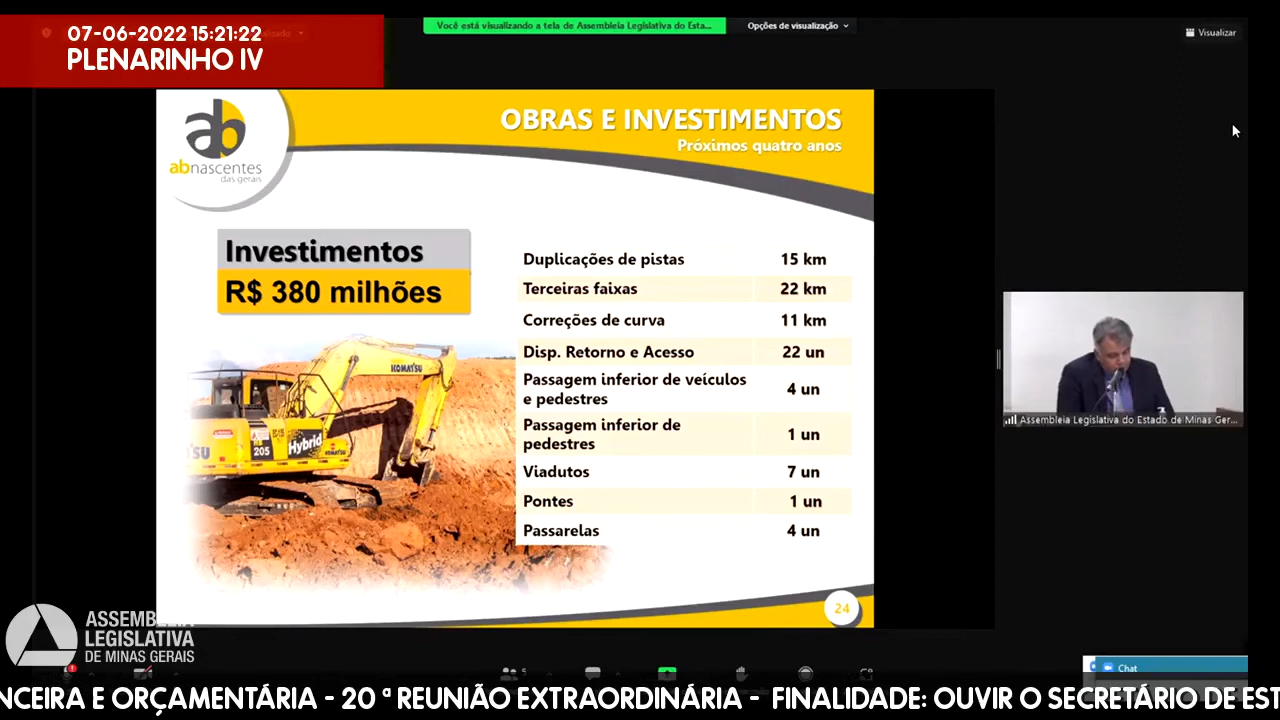 07-06-2022 15:21:22
PLENARINHO IV
Você está visualizando a tela de Assembleia Legislativa do Esta...
Opções de visualização
Visualizar
ab
abnascentes
das gerais
OBRAS E INVESTIMENTOS
Próximos quatro anos
Investimentos
R$ 380 milhões
Duplicações de pistas 15 km
Terceiras faixas 22 km
Correções de curva 11 km
Disp. Retorno e Acesso 22 un
Passagem inferior de veículos
e pedestres 4 un
Passagem inferior de
pedestres 1 un
Viadutos 7 un
Pontes 1 un
Passarelas 4 un
KOMATSU
Hybrid
205
KOMATSU
24
Assembleia Legislativa do Estado de Minas Ger...
ASSEMBLEIA
LEGISLATIVA
DE MINAS GERAIS
5
Chat
NCEIRA E ORÇAMENTÁRIA - 20 ª REUNIÃO EXTRAORDINÁRIA - FINALIDADE: OUVIR O SECRETÁRIO DE EST